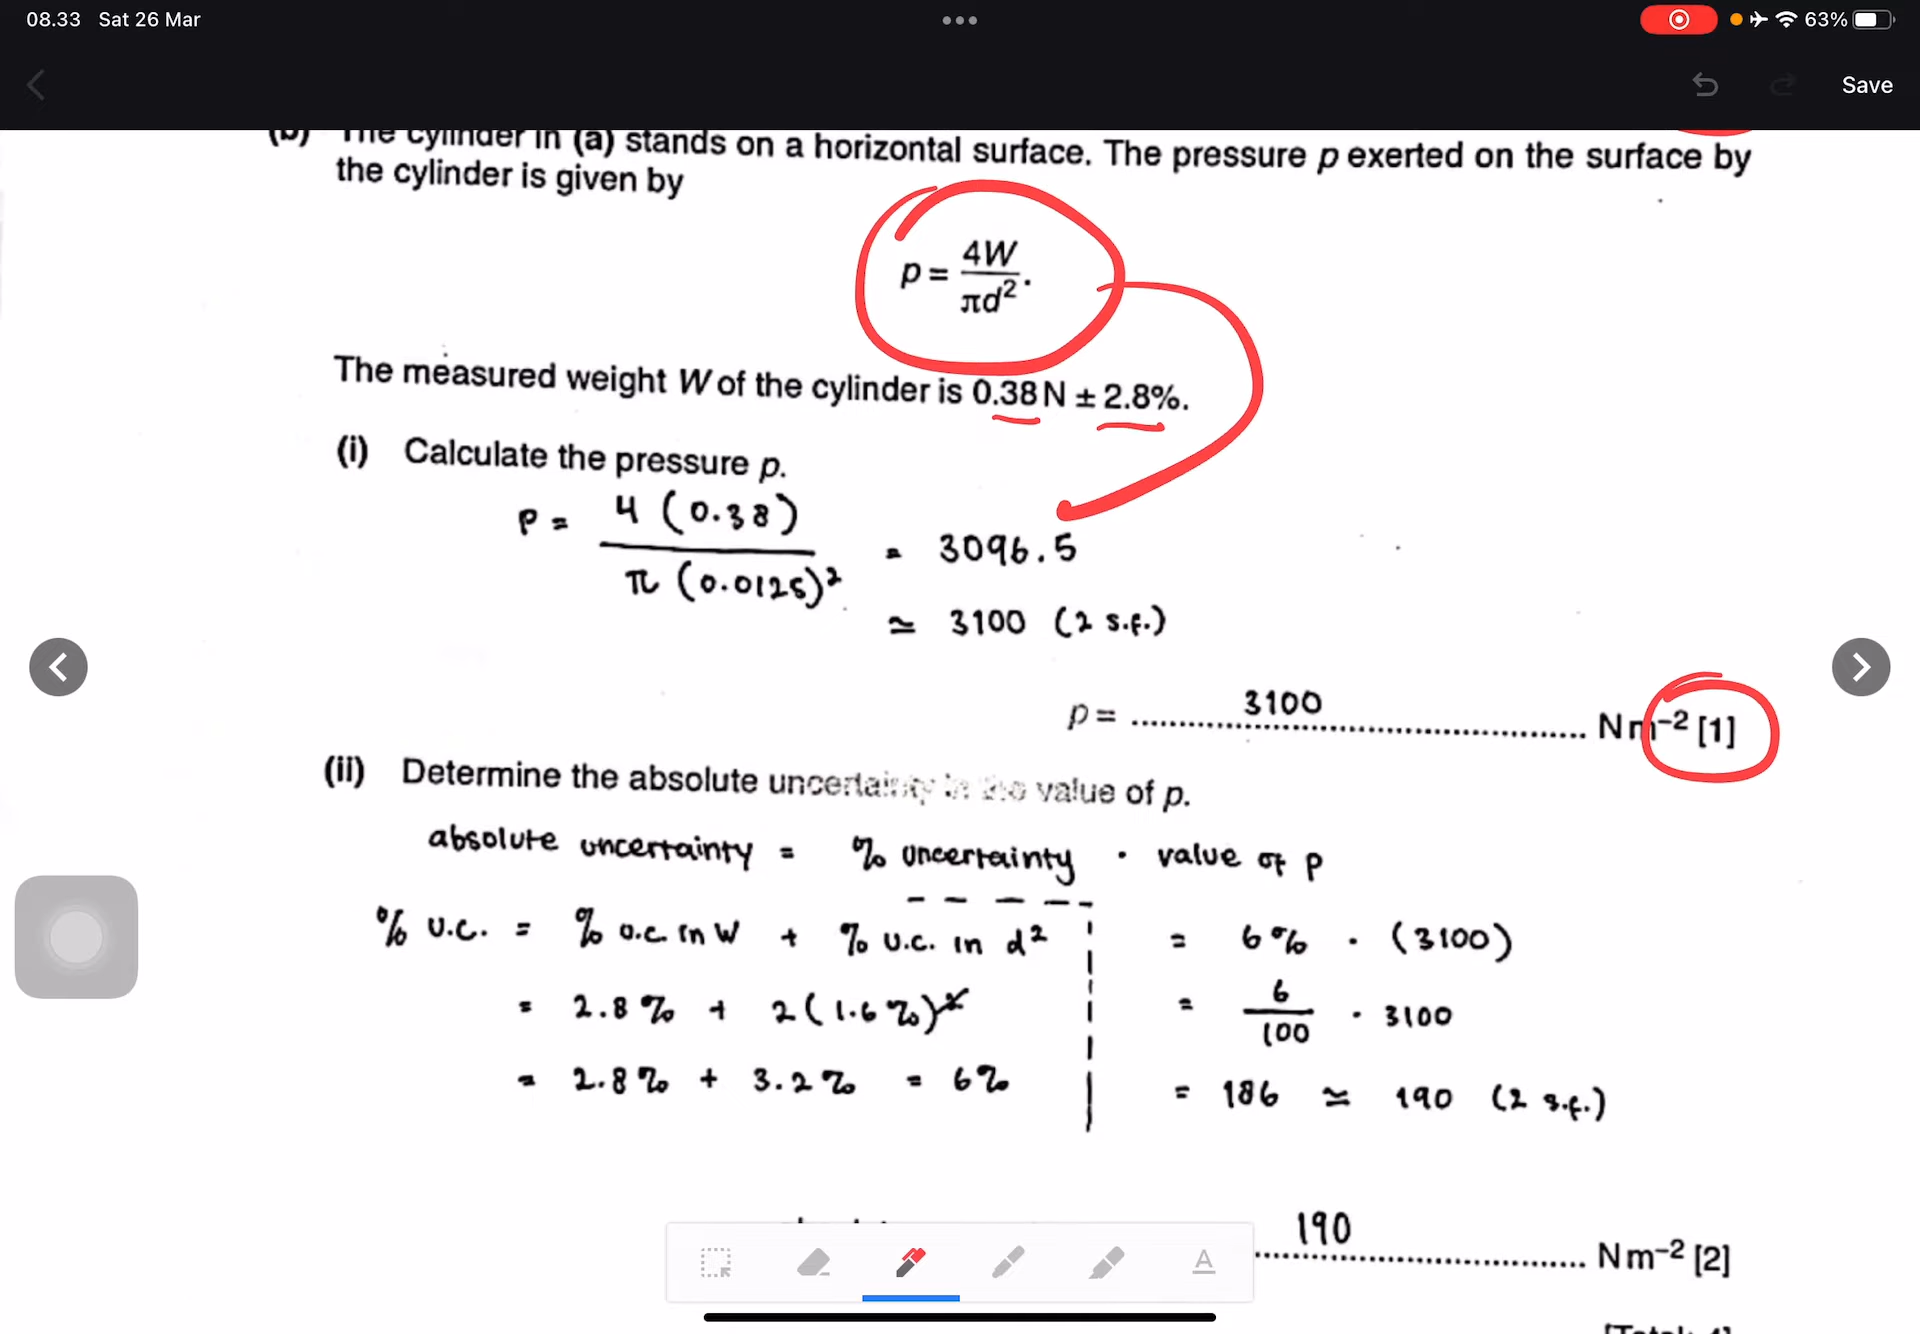 08.33 Sat 26 Mar
63%
Save
(b) The cylinder in (a) stands on a horizontal surface. The pressure p exerted on the surface by
the cylinder is given by
p = 4W / πd².
The measured weight W of the cylinder is 0.38 N ± 2.8%.
(i) Calculate the pressure p.
P = 4 (0.38) / π (0.0125)² = 3096.5
≃ 3100 (2 s.f.)
p = 3100 N m⁻² [1]
(ii) Determine the absolute uncertainty in the value of p.
absolute uncertainty = % uncertainty · value of p
% u.c. = % u.c. in W + % u.c. in d² = 6% · (3100)
= 2.8% + 2(1.6%) = 6/100 · 3100
= 2.8% + 3.2% = 6% = 186 ≃ 190 (2 s.f.)
190 N m⁻² [2]
A